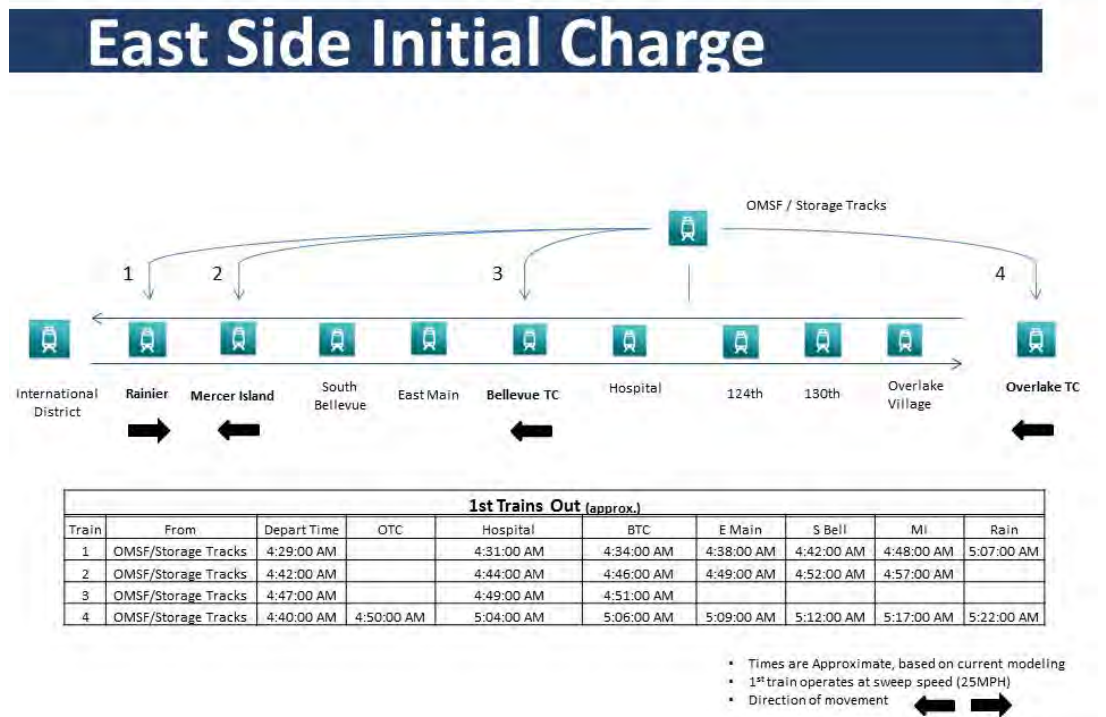 East Side Initial Charge
OMSF / Storage Tracks
1
2
3
4
International
District
Rainier
Mercer Island
South
Bellevue
East Main
Bellevue TC
Hospital
124th
130th
Overlake
Village
Overlake TC
1st Trains Out (approx.)
Train From Depart Time OTC Hospital BTC E Main S Bell MI Rain
1 OMSF/Storage Tracks 4:29:00 AM 4:31:00 AM 4:34:00 AM 4:38:00 AM 4:42:00 AM 4:48:00 AM 5:07:00 AM
2 OMSF/Storage Tracks 4:42:00 AM 4:44:00 AM 4:46:00 AM 4:49:00 AM 4:52:00 AM 4:57:00 AM
3 OMSF/Storage Tracks 4:47:00 AM 4:49:00 AM 4:51:00 AM
4 OMSF/Storage Tracks 4:40:00 AM 4:50:00 AM 5:04:00 AM 5:06:00 AM 5:09:00 AM 5:12:00 AM 5:17:00 AM 5:22:00 AM
▪ Times are Approximate, based on current modeling
▪ 1st train operates at sweep speed (25MPH)
▪ Direction of movement